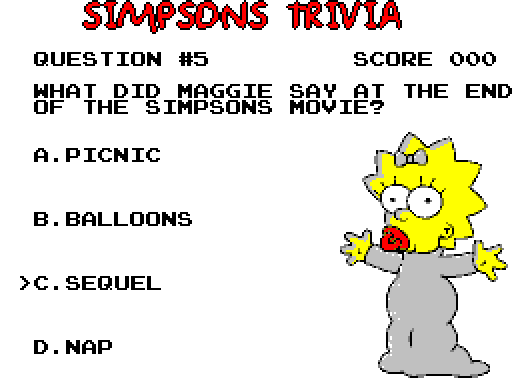 SIMPSONS TRIVIA
QUESTION #5 SCORE 000
WHAT DID MAGGIE SAY AT THE END
OF THE SIMPSONS MOVIE?
A.PICNIC
B.BALLOONS
>C.SEQUEL
D.NAP